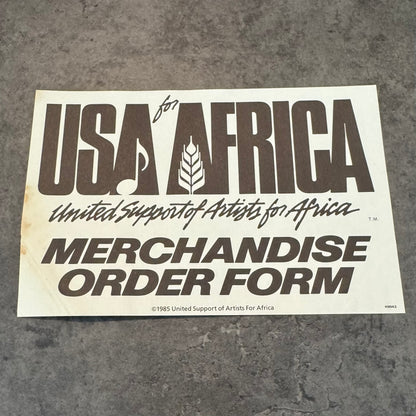 USA for AFRICA
United Support of Artists for Africa T.M.
MERCHANDISE
ORDER FORM
©1985 United Support of Artists For Africa